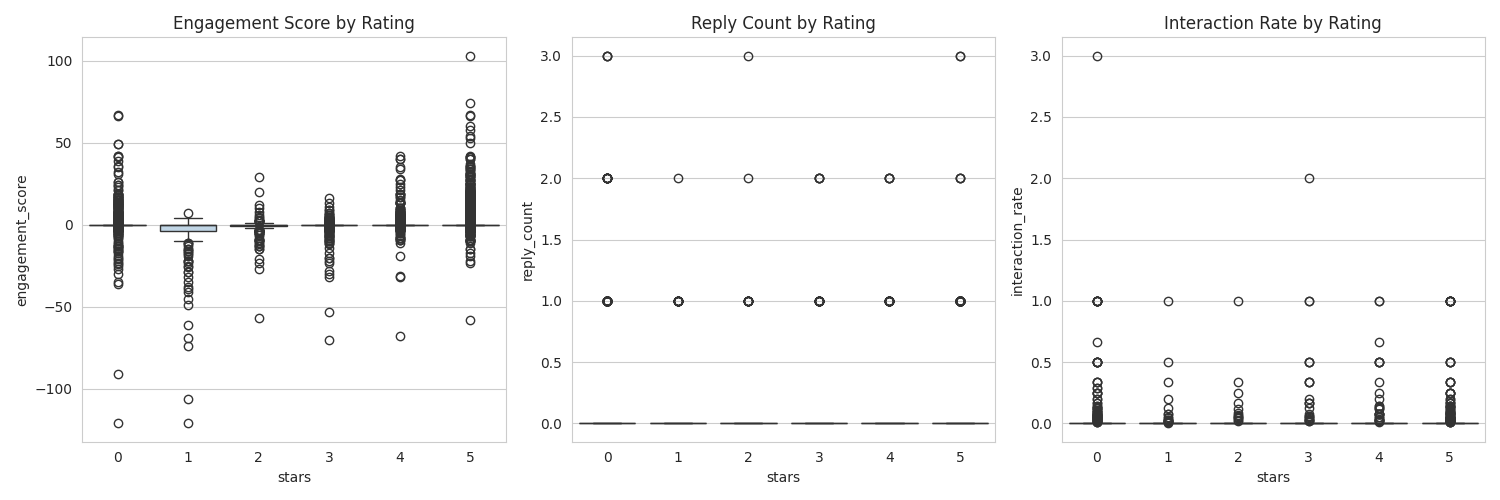 Engagement Score by Rating
engagement_score
100
50
0
−50
−100
0 1 2 3 4 5
stars
Reply Count by Rating
reply_count
3.0
2.5
2.0
1.5
1.0
0.5
0.0
0 1 2 3 4 5
stars
Interaction Rate by Rating
interaction_rate
3.0
2.5
2.0
1.5
1.0
0.5
0.0
0 1 2 3 4 5
stars